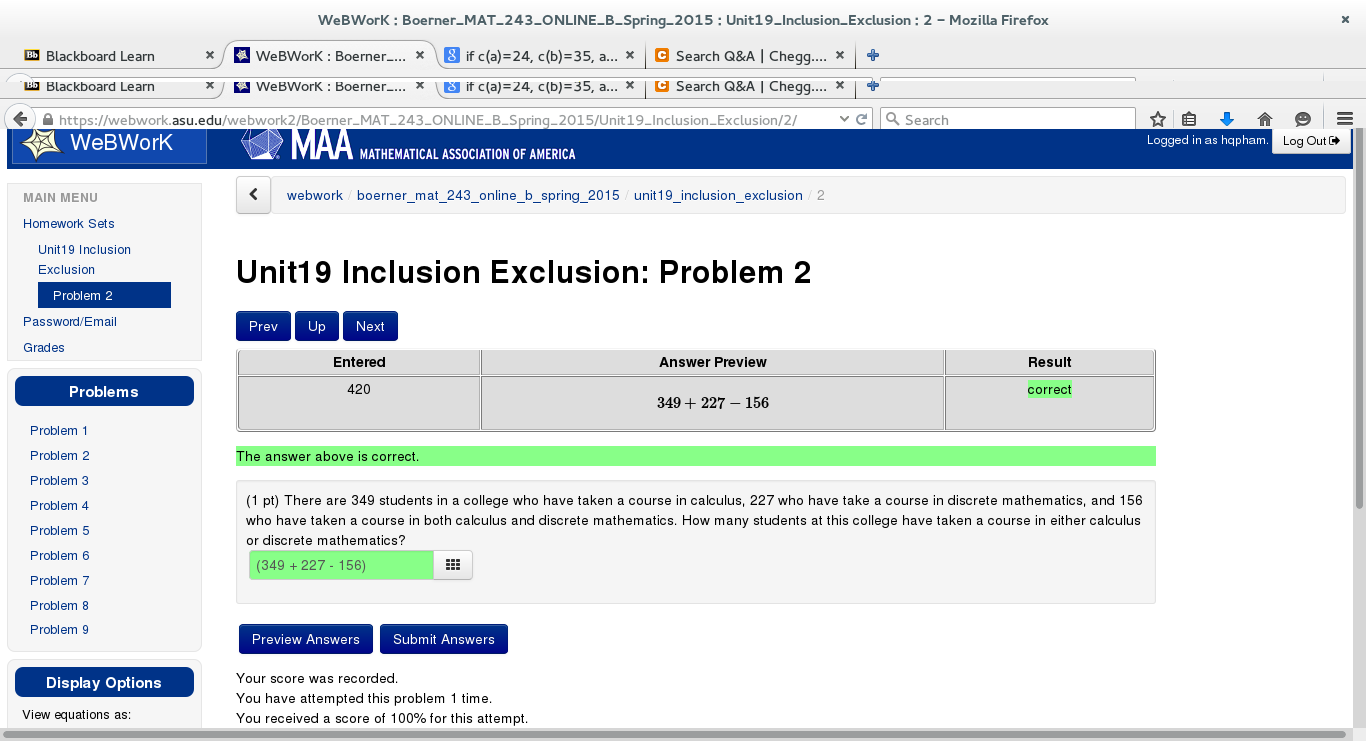 WeBWorK : Boerner_MAT_243_ONLINE_B_Spring_2015 : Unit19_Inclusion_Exclusion : 2 – Mozilla Firefox
Bb Blackboard Learn × WeBWorK : Boerner_... × 8 if c(a)=24, c(b)=35, a... × C Search Q&A | Chegg.... ×
Bb Blackboard Learn × WeBWorK : Boerner_... × 8 if c(a)=24, c(b)=35, a... × C Search Q&A | Chegg.... ×
https://webwork.asu.edu/webwork2/Boerner_MAT_243_ONLINE_B_Spring_2015/Unit19_Inclusion_Exclusion/2/ Search
WeBWorK MAA MATHEMATICAL ASSOCIATION OF AMERICA Logged in as hqpham. Log Out
MAIN MENU
Homework Sets
Unit19 Inclusion
Exclusion
Problem 2
Password/Email
Grades
Problems
Problem 1
Problem 2
Problem 3
Problem 4
Problem 5
Problem 6
Problem 7
Problem 8
Problem 9
Display Options
View equations as:
webwork / boerner_mat_243_online_b_spring_2015 / unit19_inclusion_exclusion / 2
Unit19 Inclusion Exclusion: Problem 2
Prev Up Next
Entered Answer Preview Result
420 349 + 227 − 156 correct
The answer above is correct.
(1 pt) There are 349 students in a college who have taken a course in calculus, 227 who have take a course in discrete mathematics, and 156
who have taken a course in both calculus and discrete mathematics. How many students at this college have taken a course in either calculus
or discrete mathematics?
(349 + 227 - 156)
Preview Answers Submit Answers
Your score was recorded.
You have attempted this problem 1 time.
You received a score of 100% for this attempt.